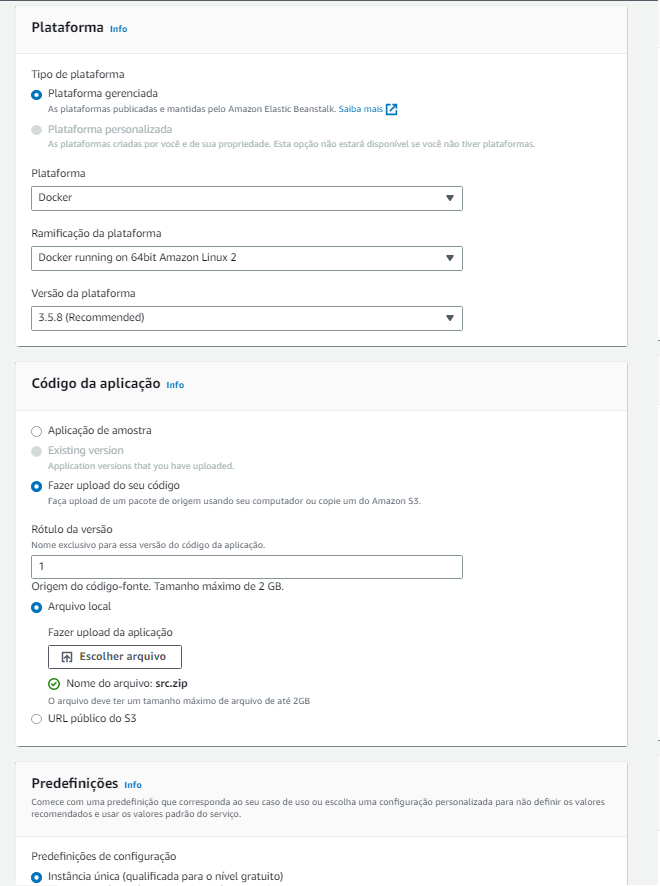 Plataforma Info
Tipo de plataforma
Plataforma gerenciada
As plataformas publicadas e mantidas pelo Amazon Elastic Beanstalk. Saiba mais
Plataforma personalizada
As plataformas criadas por você e de sua propriedade. Esta opção não estará disponível se você não tiver plataformas.
Plataforma
Docker
Ramificação da plataforma
Docker running on 64bit Amazon Linux 2
Versão da plataforma
3.5.8 (Recommended)
Código da aplicação Info
Aplicação de amostra
Existing version
Application versions that you have uploaded.
Fazer upload do seu código
Faça upload de um pacote de origem usando seu computador ou copie um do Amazon S3.
Rótulo da versão
Nome exclusivo para essa versão do código da aplicação.
1
Origem do código-fonte. Tamanho máximo de 2 GB.
Arquivo local
Fazer upload da aplicação
Escolher arquivo
Nome do arquivo: src.zip
O arquivo deve ter um tamanho máximo de arquivo de até 2GB
URL público do S3
Predefinições Info
Comece com uma predefinição que corresponda ao seu caso de uso ou escolha uma configuração personalizada para não definir os valores
recomendados e usar os valores padrão do serviço.
Predefinições de configuração
Instância única (qualificada para o nível gratuito)